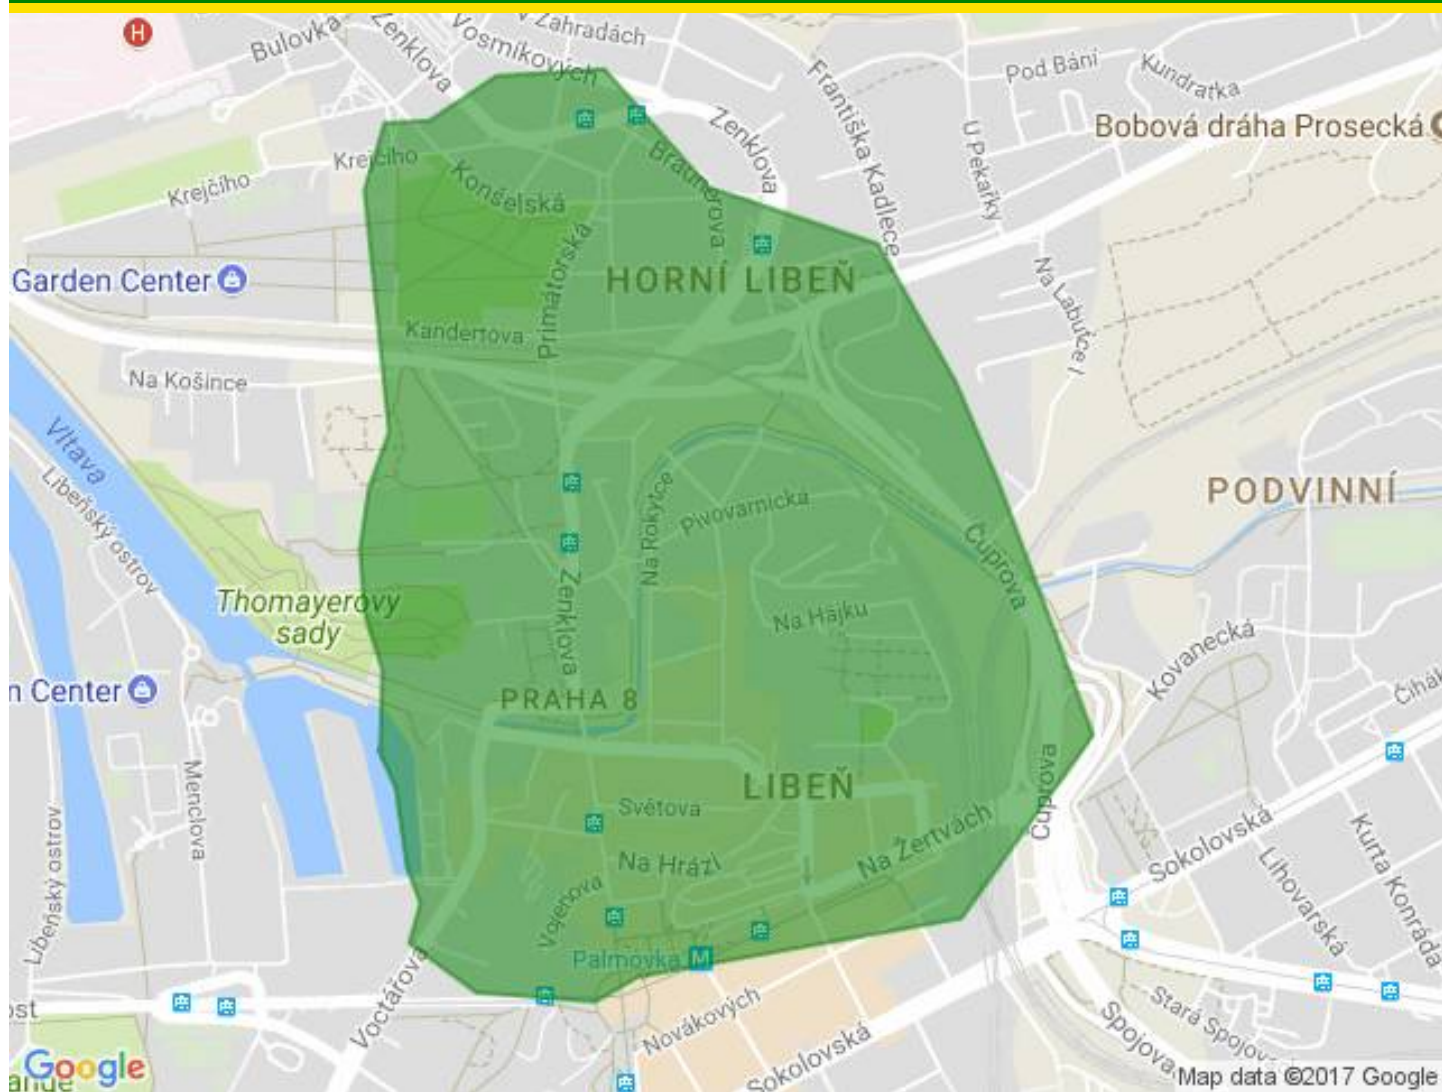 V Zahradách
Bulovka
Zenklova
Vosmíkových
H
Františka Kadlece
Pod Bání
Kundratka
Bobová dráha Prosecká
Zenklova
U Pekařky
Krejčího
Krejčího
Konšelská
Braunerova
Primátorská
Garden Center
HORNÍ LIBEŇ
Na Labuťce I
Kandertova
Na Košince
Vltava
Libeňský ostrov
PODVINNÍ
Na Rokytce
Pivovarnická
Čuprova
Thomayerovy
sady
Zenklova
Na Hájku
Kovanecká
n Center
PRAHA 8
Čihák
Menclova
LIBEŇ
Čuprova
Světova
Na Žertvách
Sokolovská
Na Hrázi
Libeňský ostrov
Vojenova
Líhovarská
Kurta Konráda
Palmovka
M
Voctářova
Novákových
Sokolovská
Spojova
Stará Spojov
ost
Google
Map data ©2017 Google